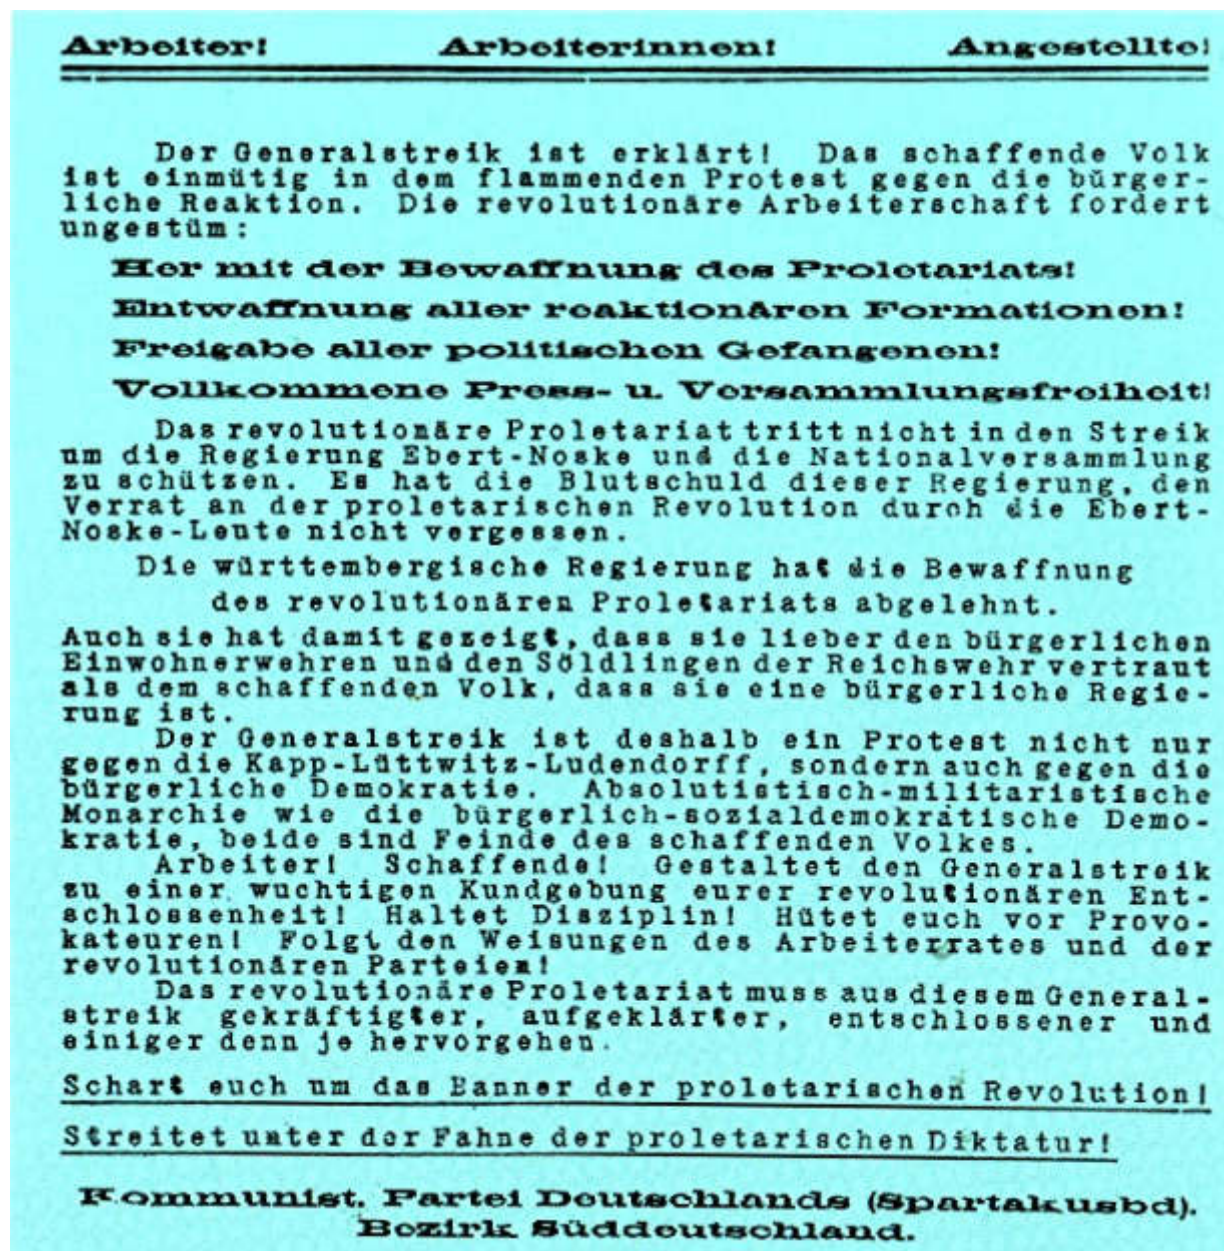 Arbeiter! Arbeiterinnen! Angestellte!
Der Generalstreik ist erklärt! Das schaffende Volk
ist einmütig in dem flammenden Protest gegen die bürger-
liche Reaktion. Die revolutionäre Arbeiterschaft fordert
ungestüm:
Her mit der Bewaffnung des Proletariats!
Entwaffnung aller reaktionären Formationen!
Freigabe aller politischen Gefangenen!
Vollkommene Press- u. Versammlungsfreiheit!
Das revolutionäre Proletariat tritt nicht in den Streik
um die Regierung Ebert-Noske und die Nationalversammlung
zu schützen. Es hat die Blutschuld dieser Regierung, den
Verrat an der proletarischen Revolution durch die Ebert-
Noske-Leute nicht vergessen.
Die württembergische Regierung hat die Bewaffnung
des revolutionären Proletariats abgelehnt.
Auch sie hat damit gezeigt, dass sie lieber den bürgerlichen
Einwohnerwehren und den Söldlingen der Reichswehr vertraut
als dem schaffenden Volk, dass sie eine bürgerliche Regie-
rung ist.
Der Generalstreik ist deshalb ein Protest nicht nur
gegen die Kapp-Lüttwitz-Ludendorff, sondern auch gegen die
bürgerliche Demokratie. Absolutistisch-militaristische
Monarchie wie die bürgerlich-sozialdemokratische Demo-
kratie, beide sind Feinde des schaffenden Volkes.
Arbeiter! Schaffende! Gestaltet den Generalstreik
zu einer wuchtigen Kundgebung eurer revolutionären Ent-
schlossenheit! Haltet Disziplin! Hütet euch vor Provo-
kateuren! Folgt den Weisungen des Arbeiterrates und der
revolutionären Parteien!
Das revolutionäre Proletariat muss aus diesem General-
streik gekräftigter, aufgeklärter, entschlossener und
einiger denn je hervorgehen.
Schart euch um das Banner der proletarischen Revolution!
Streitet unter der Fahne der proletarischen Diktatur!
Kommunist. Partei Deutschlands (Spartakusbd).
Bezirk Süddeutschland.